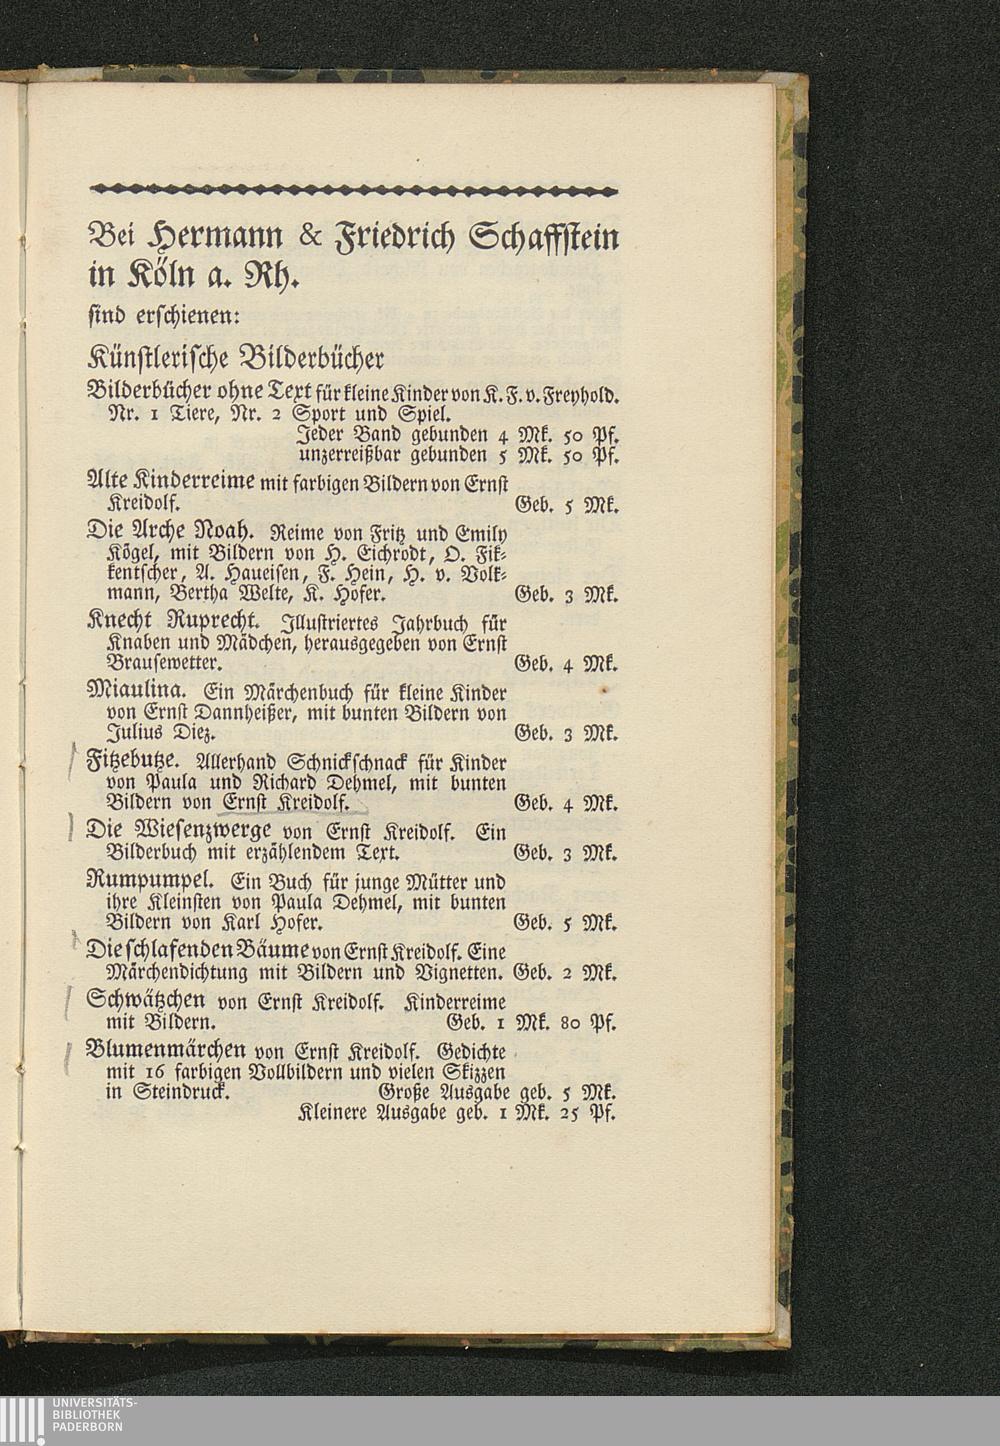 Bei Hermann & Friedrich Schaffstein
in Köln a. Rh.
sind erschienen:
Künstlerische Bilderbücher
Bilderbücher ohne Text für kleine Kinder von K. F. v. Freyhold.
Nr. 1 Tiere, Nr. 2 Sport und Spiel.
Jeder Band gebunden 4 Mk. 50 Pf.
unzerreißbar gebunden 5 Mk. 50 Pf.
Alte Kinderreime mit farbigen Bildern von Ernst
Kreidolf. Geb. 5 Mk.
Die Arche Noah. Reime von Fritz und Emily
Kögel, mit Bildern von H. Eichrodt, O. Fik-
kentscher, A. Haueisen, F. Hein, H. v. Volk-
mann, Bertha Welte, K. Hofer. Geb. 3 Mk.
Knecht Ruprecht. Illustriertes Jahrbuch für
Knaben und Mädchen, herausgegeben von Ernst
Brausewetter. Geb. 4 Mk.
Miaulina. Ein Märchenbuch für kleine Kinder
von Ernst Dannheißer, mit bunten Bildern von
Julius Diez. Geb. 3 Mk.
Fitzebutze. Allerhand Schnickschnack für Kinder
von Paula und Richard Dehmel, mit bunten
Bildern von Ernst Kreidolf. Geb. 4 Mk.
Die Wiesenzwerge von Ernst Kreidolf. Ein
Bilderbuch mit erzählendem Text. Geb. 3 Mk.
Rumpumpel. Ein Buch für junge Mütter und
ihre Kleinsten von Paula Dehmel, mit bunten
Bildern von Karl Hofer. Geb. 5 Mk.
Die schlafenden Bäume von Ernst Kreidolf. Eine
Märchendichtung mit Bildern und Vignetten. Geb. 2 Mk.
Schwätzchen von Ernst Kreidolf. Kinderreime
mit Bildern. Geb. 1 Mk. 80 Pf.
Blumenmärchen von Ernst Kreidolf. Gedichte
mit 16 farbigen Vollbildern und vielen Skizzen
in Steindruck. Große Ausgabe geb. 5 Mk.
Kleinere Ausgabe geb. 1 Mk. 25 Pf.
UNIVERSITÄTS-
BIBLIOTHEK
PADERBORN